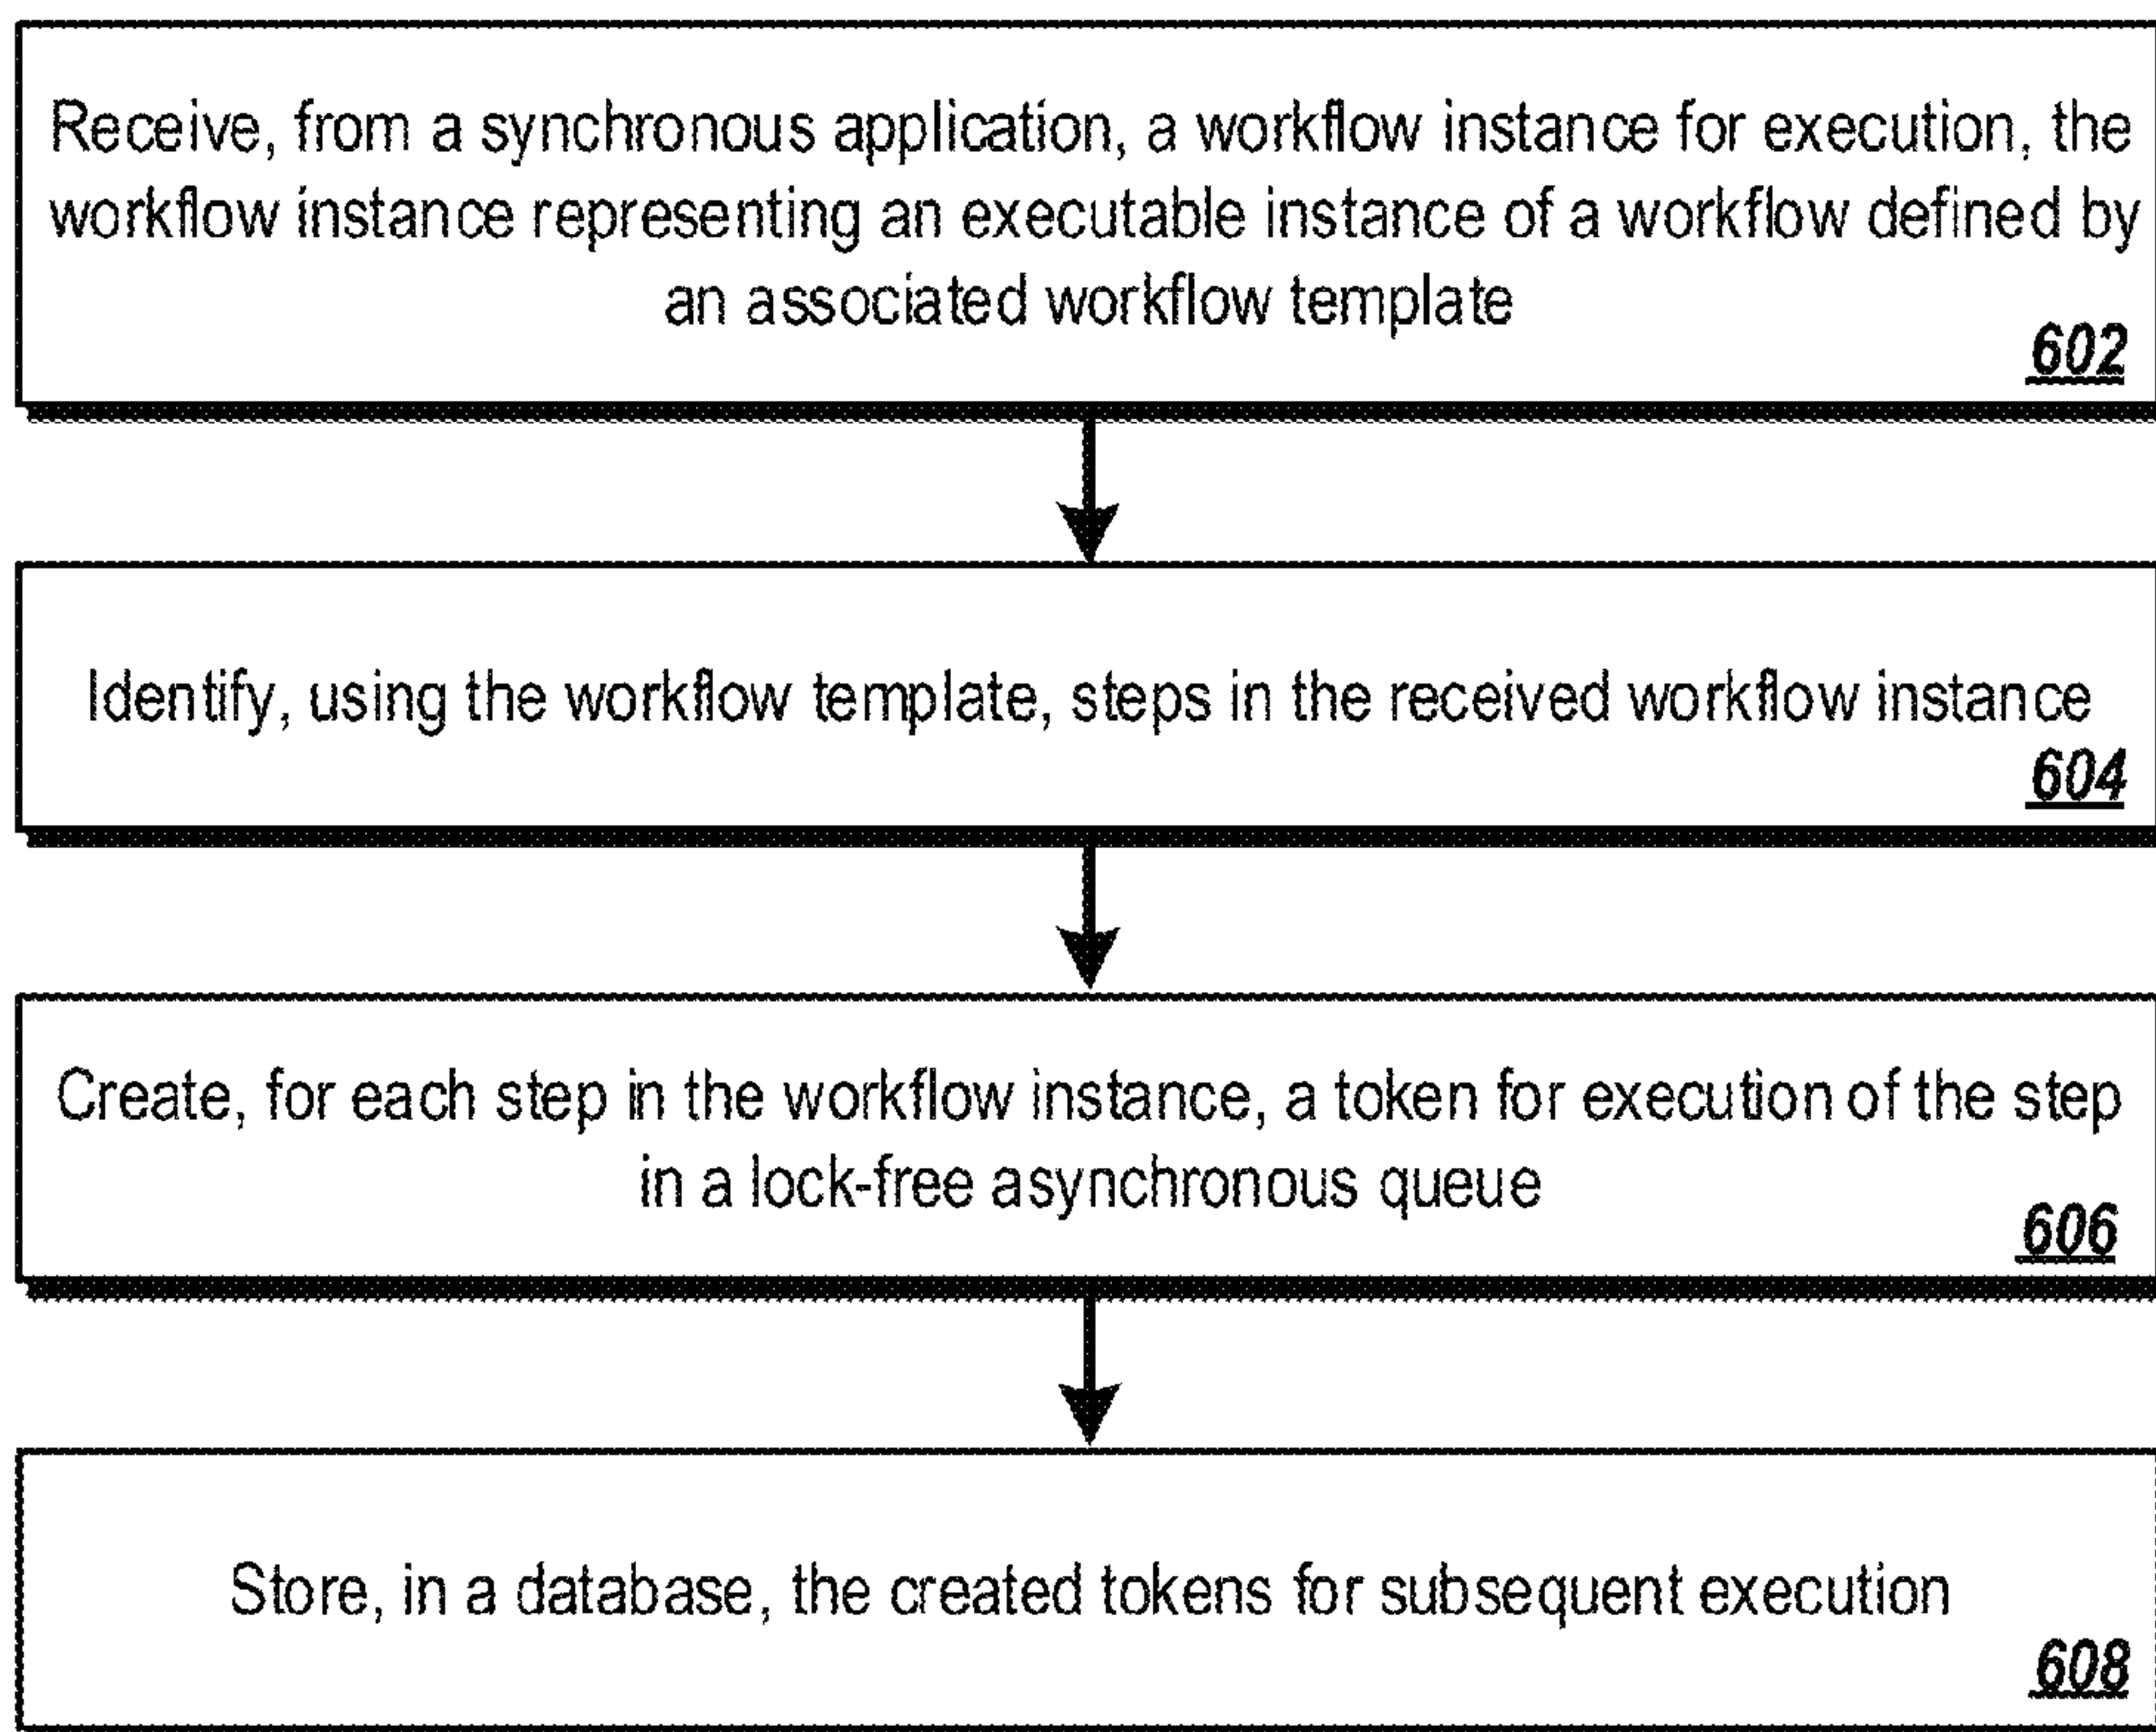 Receive, from a synchronous application, a workflow instance for execution, the
workflow instance representing an executable instance of a workflow defined by
an associated workflow template
602
Identify, using the workflow template, steps in the received workflow instance
604
Create, for each step in the workflow instance, a token for execution of the step
in a lock-free asynchronous queue
606
Store, in a database, the created tokens for subsequent execution
608